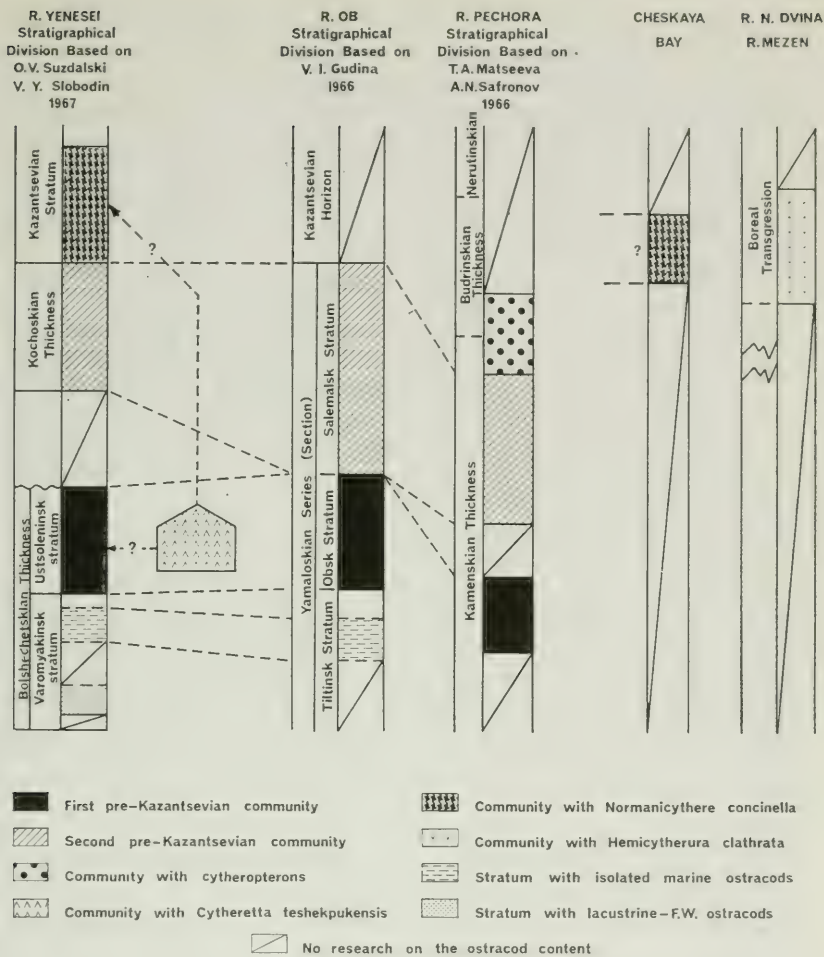 R. YENESEI
Stratigraphical
Division Based on
O.V. Suzdalski
V. Y. Slobodin
1967
R. OB
Stratigraphical
Division Based on
V. I. Gudina
1966
R. PECHORA
Stratigraphical
Division Based on
T.A. Matseeva
A.N. Safronov
1966
CHESKAYA
BAY
R. N. DVINA
R. MEZEN
Kazantsevian
Stratum
Kochoskian
Thickness
Bolshechetskian Thickness
Ustsoleninsk
stratum
Varomyakinsk
stratum
?
?
Kazantsevian
Horizon
Yamaloskian Series (Section)
Salemalsk Stratum
Obsk Stratum
Tiltinsk Stratum
Nerutinskian
Budrinskian
Thickness
Kamenskian Thickness
?
Boreal
Transgression
First pre-Kazantsevian community
Second pre-Kazantsevian community
Community with cytheropterons
Community with Cytheretta teshekpukensis
Community with Normanicythere concinella
Community with Hemicytherura clathrata
Stratum with isolated marine ostracods
Stratum with lacustrine-F.W. ostracods
No research on the ostracod content